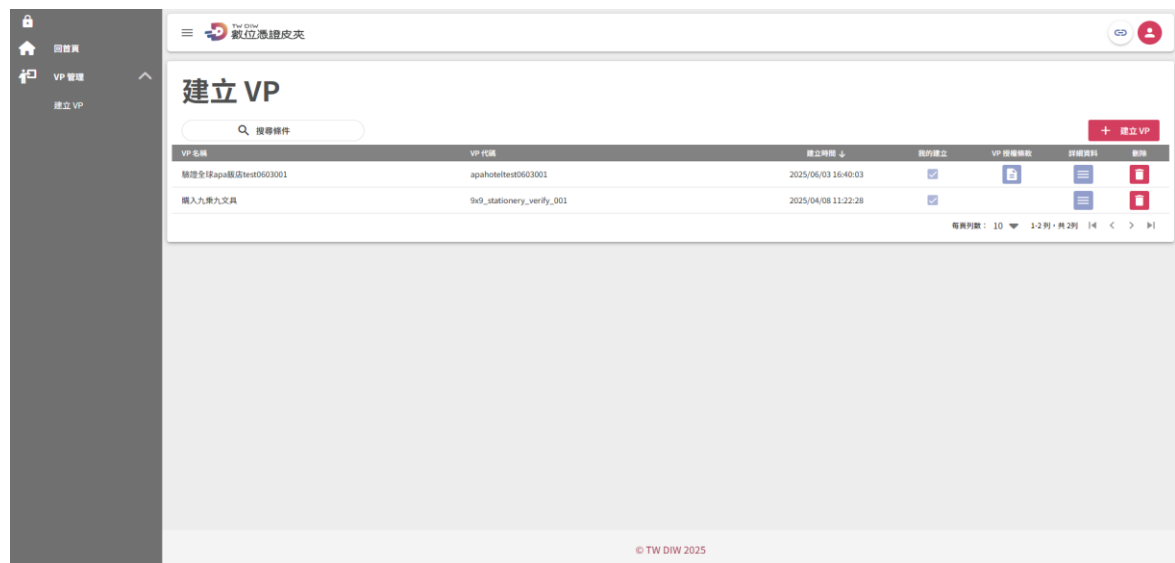 回首頁
VP 管理
建立 VP
TW DIW
數位憑證皮夾
建立 VP
搜尋條件
+ 建立 VP
VP 名稱 VP 代碼 建立時間 ↓ 我的建立 VP 授權條款 詳細資料 刪除
驗證全球apa飯店test0603001 apahoteltest0603001 2025/06/03 16:40:03
購入九乘九文具 9x9_stationery_verify_001 2025/04/08 11:22:28
每頁列數： 10 1-2 列，共 2列
© TW DIW 2025